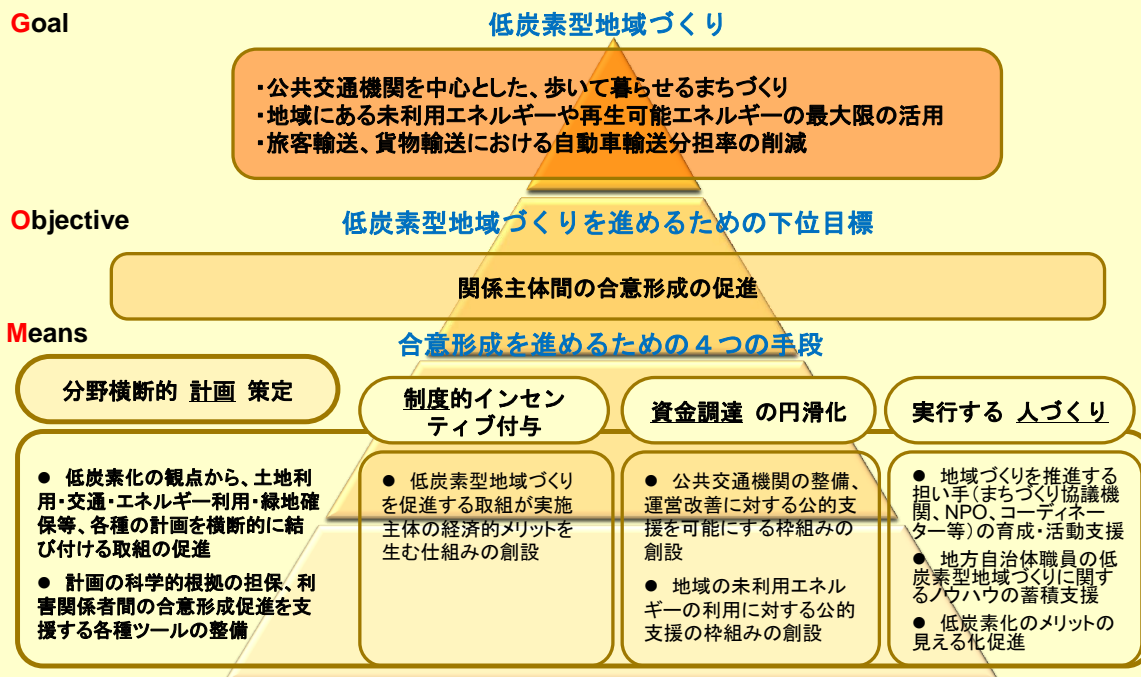 Goal
低炭素型地域づくり
・公共交通機関を中心とした、歩いて暮らせるまちづくり
・地域にある未利用エネルギーや再生可能エネルギーの最大限の活用
・旅客輸送、貨物輸送における自動車輸送分担率の削減
Objective
低炭素型地域づくりを進めるための下位目標
関係主体間の合意形成の促進
Means
合意形成を進めるための４つの手段
分野横断的 計画 策定
● 低炭素化の観点から、土地利
用・交通・エネルギー利用・緑地確
保等、各種の計画を横断的に結
び付ける取組の促進
● 計画の科学的根拠の担保、利
害関係者間の合意形成促進を支
援する各種ツールの整備
制度的インセン
ティブ付与
● 低炭素型地域づくり
を促進する取組が実施
主体の経済的メリットを
生む仕組みの創設
資金調達 の円滑化
● 公共交通機関の整備、
運営改善に対する公的支
援を可能にする枠組みの
創設
● 地域の未利用エネル
ギーの利用に対する公的
支援の枠組みの創設
実行する 人づくり
● 地域づくりを推進する
担い手（まちづくり協議機
関、NPO、コーディネー
ター等）の育成・活動支援
● 地方自治体職員の低
炭素型地域づくりに関す
るノウハウの蓄積支援
● 低炭素化のメリットの
見える化促進